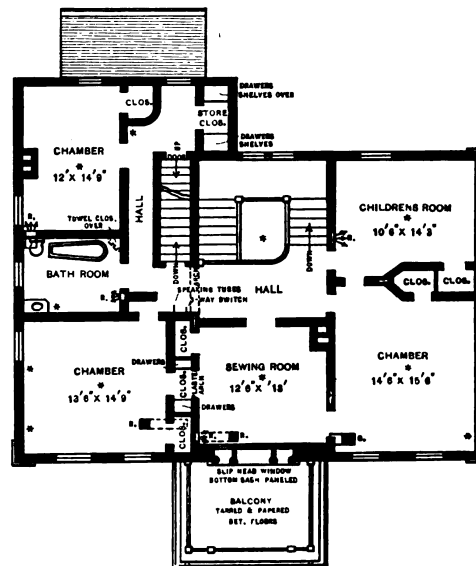 CLOS.
DRAWERS
SHELVES OVER
STORE
CLOS.
DRAWERS
SHELVES
CHAMBER
12' X 14'9"
UP
DOOR
HALL
TOWEL CLOS.
OVER
R.
BATH ROOM
R.
DOWN
SPEAKING TUBES
-WAY SWITCH
HALL
DOWN
CHILDRENS ROOM
10'6" X 14'3"
R.
CLOS.
CLOS.
CHAMBER
13'6" X 14'9"
CLOS.
DRAWERS
CLOS.
ARCH
DRAWERS
CLOS.
R.
SEWING ROOM
12'6" X 13'
R.
CHAMBER
14'6" X 15'6"
R.
SLIP HEAD WINDOW
BOTTOM SASH PANELED
BALCONY
TARRED & PAPERED
BET. FLOORS